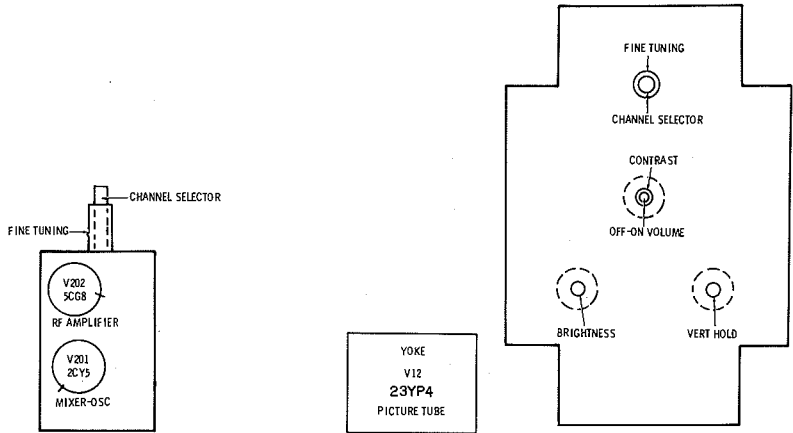 FINE TUNING
CHANNEL SELECTOR
CONTRAST
OFF-ON VOLUME
BRIGHTNESS
VERT HOLD
CHANNEL SELECTOR
FINE TUNING
V202
5CG8
RF AMPLIFIER
V201
2CY5
MIXER-OSC
YOKE
V12
23YP4
PICTURE TUBE